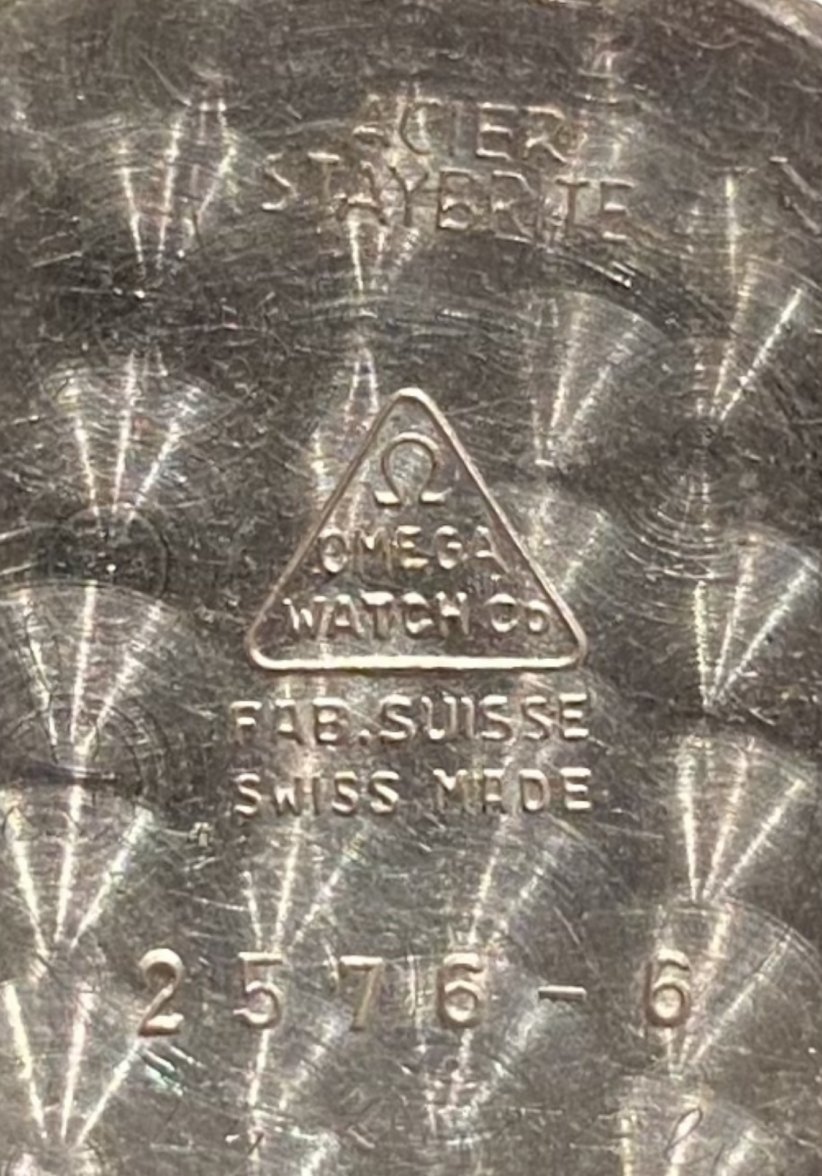 ACIER
STAYBRITE
Ω
OMEGA
WATCH Co
FAB. SUISSE
SWISS MADE
2576-6